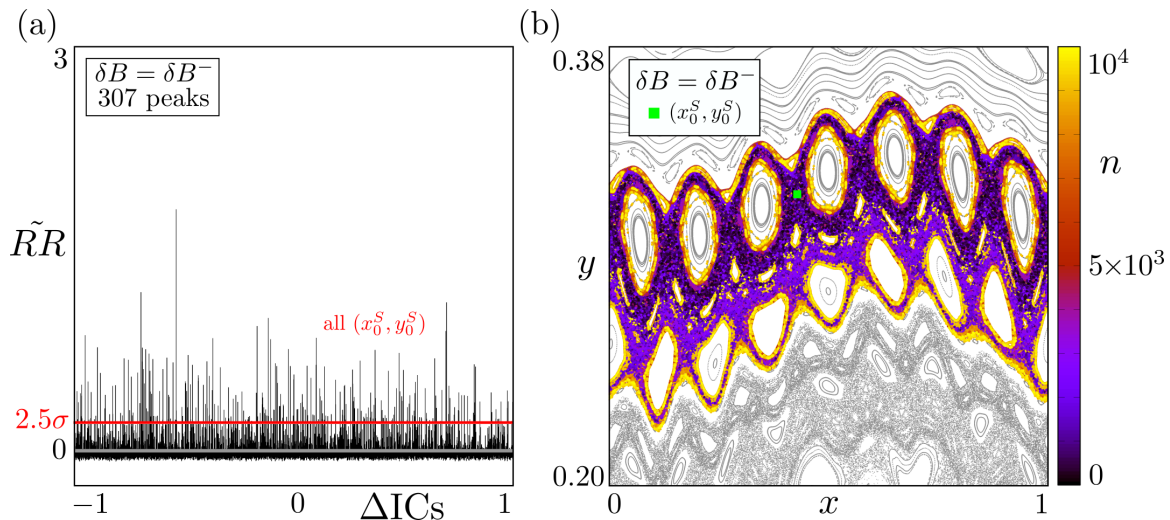 (a)
3
δB = δB⁻
307 peaks
R̃R
all (x₀ˢ, y₀ˢ)
2.5σ
0
−1
0
ΔICs
1
(b)
0.38
δB = δB⁻
(x₀ˢ, y₀ˢ)
y
0.20
0
x
1
10⁴
n
5×10³
0